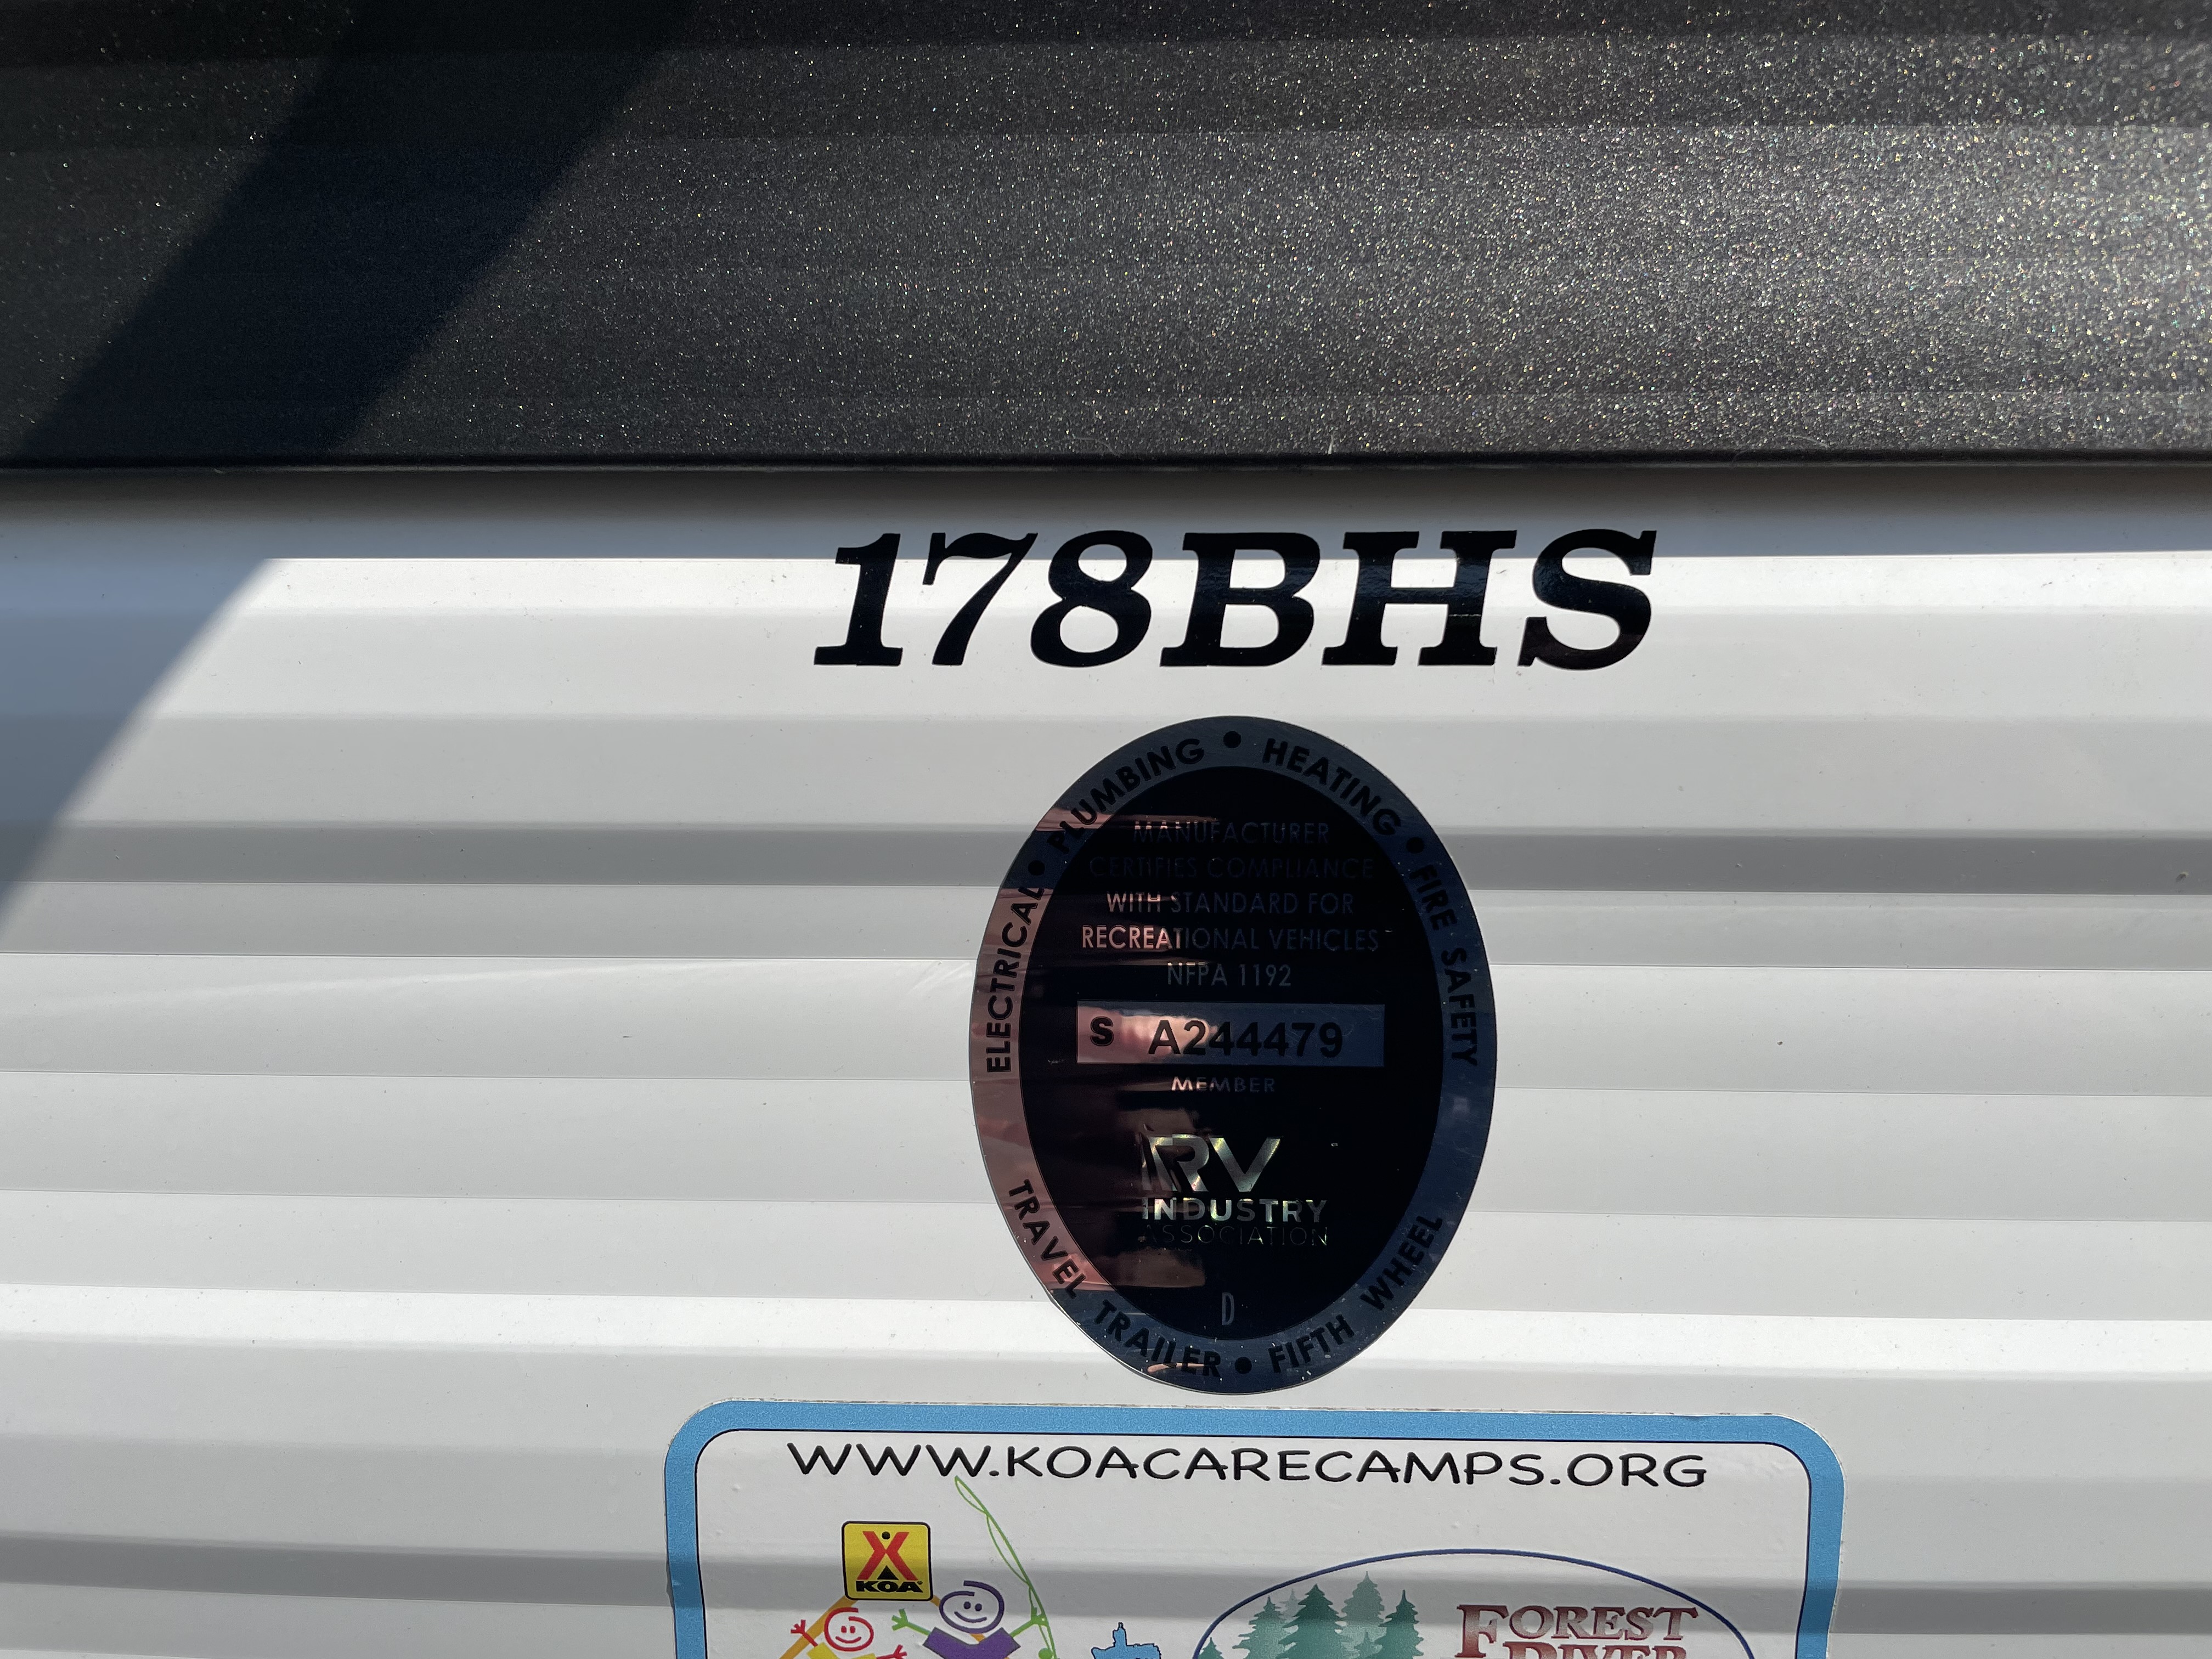 178BHS
ELECTRICAL • PLUMBING • HEATING • FIRE SAFETY
MANUFACTURER
CERTIFIES COMPLIANCE
WITH STANDARD FOR
RECREATIONAL VEHICLES
NFPA 1192
S A244479
MEMBER
RV
INDUSTRY
ASSOCIATION
D
TRAVEL TRAILER • FIFTH WHEEL
WWW.KOACARECAMPS.ORG
KOA
FOREST
RIVER